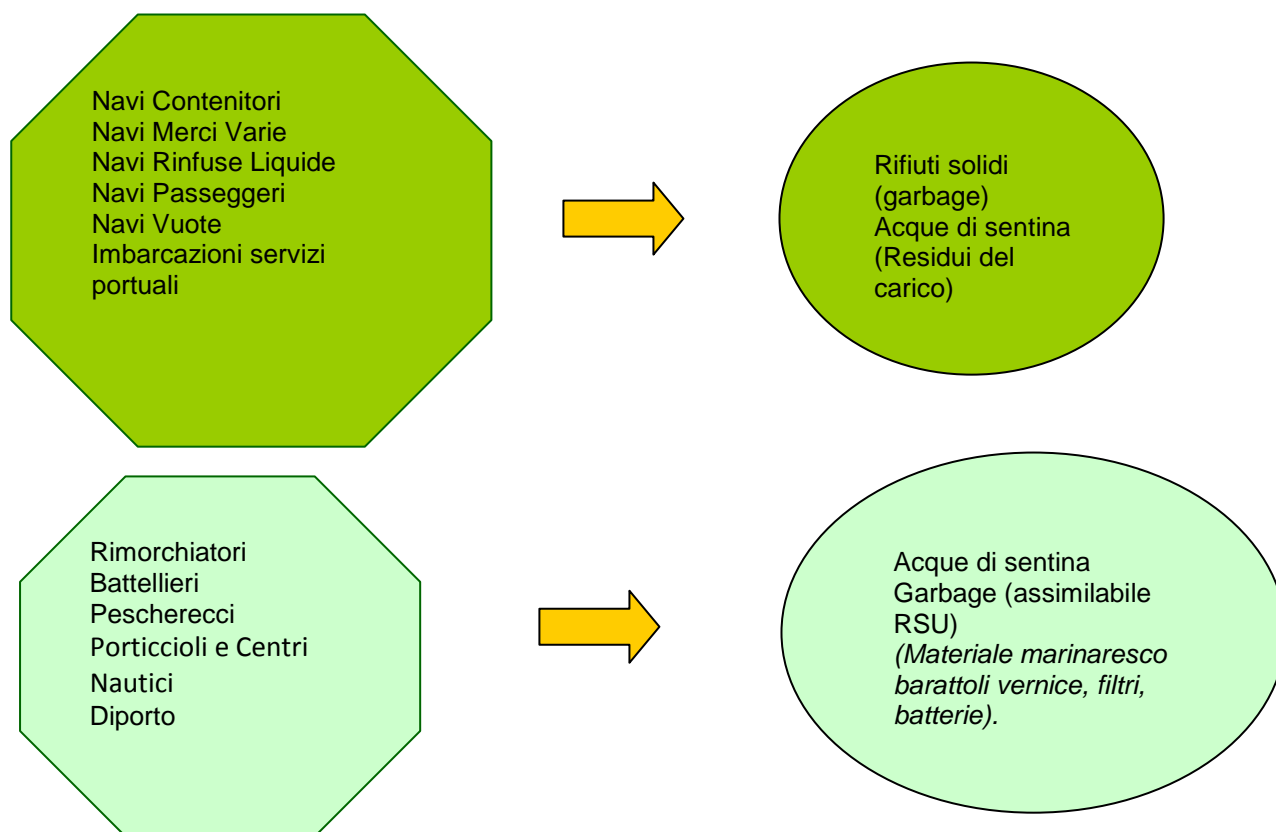 Navi Contenitori
Navi Merci Varie
Navi Rinfuse Liquide
Navi Passeggeri
Navi Vuote
Imbarcazioni servizi
portuali
Rifiuti solidi
(garbage)
Acque di sentina
(Residui del
carico)
Rimorchiatori
Battellieri
Pescherecci
Porticcioli e Centri
Nautici
Diporto
Acque di sentina
Garbage (assimilabile
RSU)
(Materiale marinaresco
barattoli vernice, filtri,
batterie).